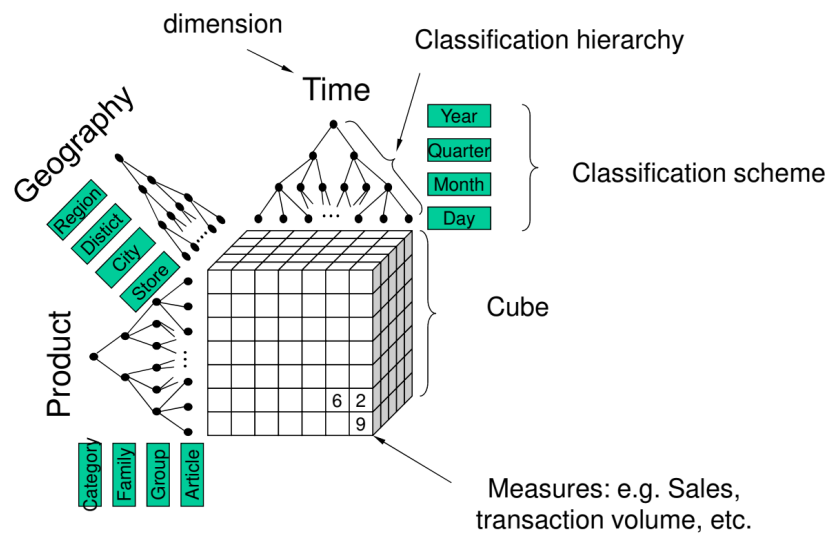 dimension
Classification hierarchy
Time
Geography
Year
Quarter
Month
Day
Classification scheme
Region
Distict
City
Store
...
...
...
Cube
Product
6 2
9
Category
Family
Group
Article
Measures: e.g. Sales,
transaction volume, etc.